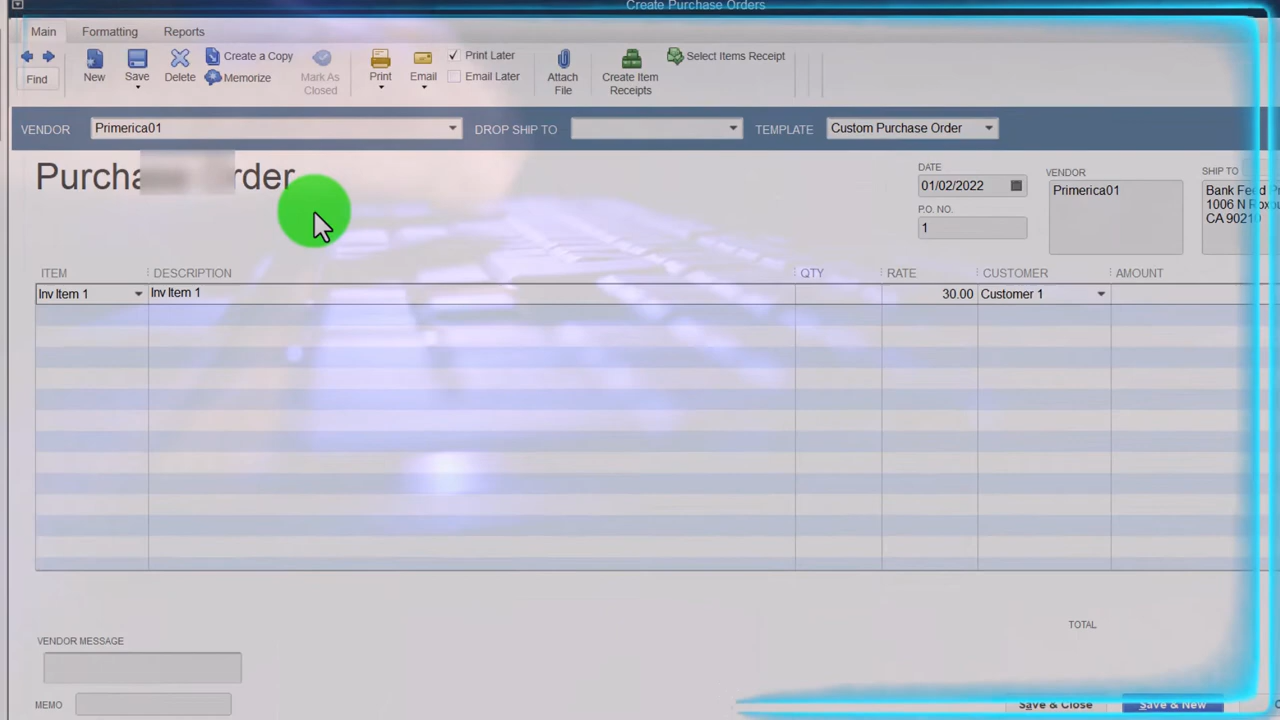 Create Purchase Orders
Main Formatting Reports
Find New Save Delete Create a Copy Memorize Mark As Closed Print Email Print Later Email Later Attach File Create Item Receipts Select Items Receipt
VENDOR Primerica01 DROP SHIP TO TEMPLATE Custom Purchase Order
Purcha rder
DATE
01/02/2022
P.O. NO.
1
VENDOR
Primerica01
SHIP TO
Bank Feed
1006 N
CA 90210
ITEM DESCRIPTION QTY RATE CUSTOMER AMOUNT
Inv Item 1 Inv Item 1 30.00 Customer 1
TOTAL
VENDOR MESSAGE
MEMO
Save & Close Save & New